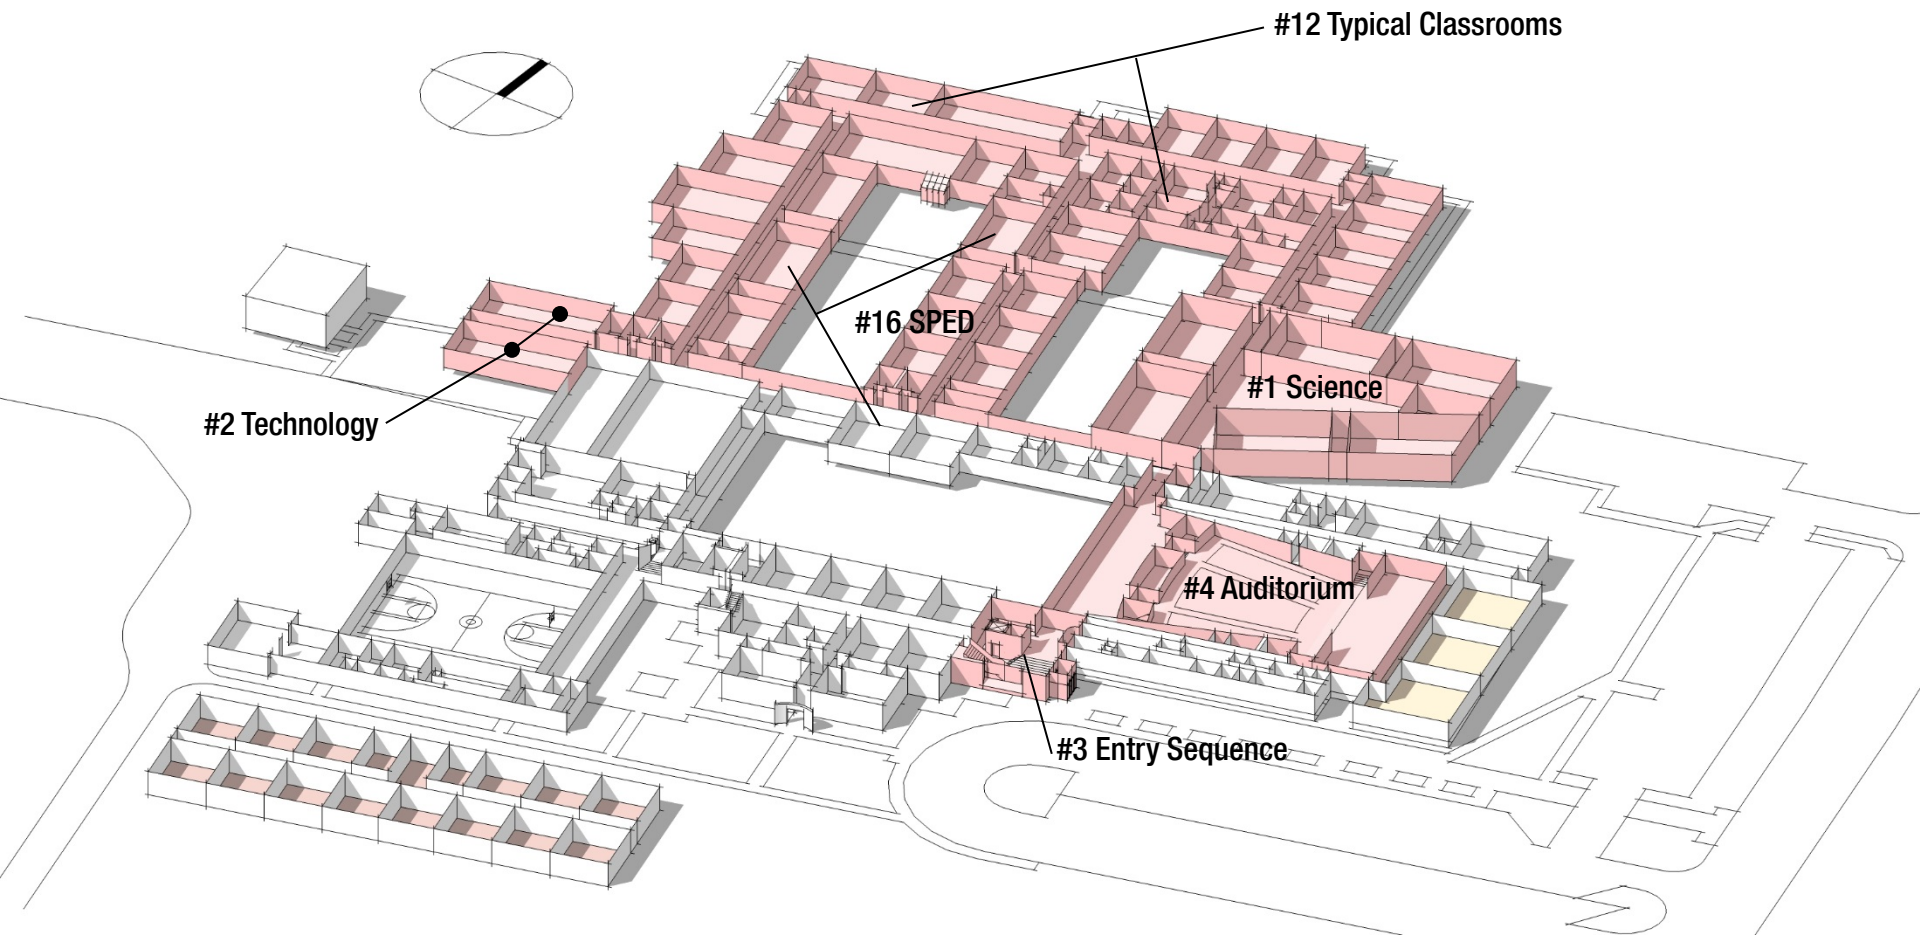 #12 Typical Classrooms
#16 SPED
#1 Science
#2 Technology
#4 Auditorium
#3 Entry Sequence